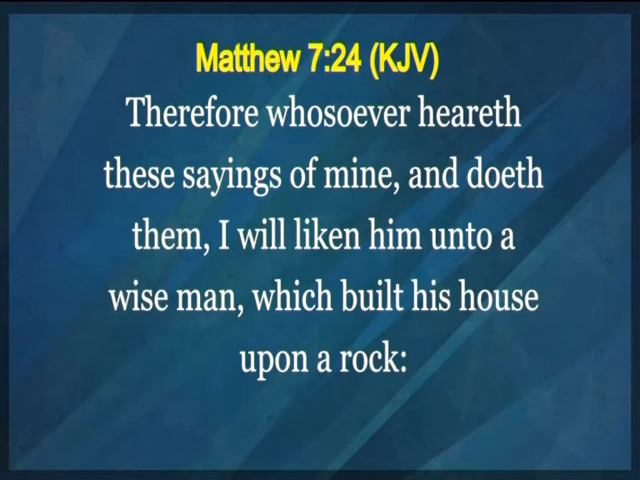 Matthew 7:24 (KJV)
Therefore whosoever heareth
these sayings of mine, and doeth
them, I will liken him unto a
wise man, which built his house
upon a rock: